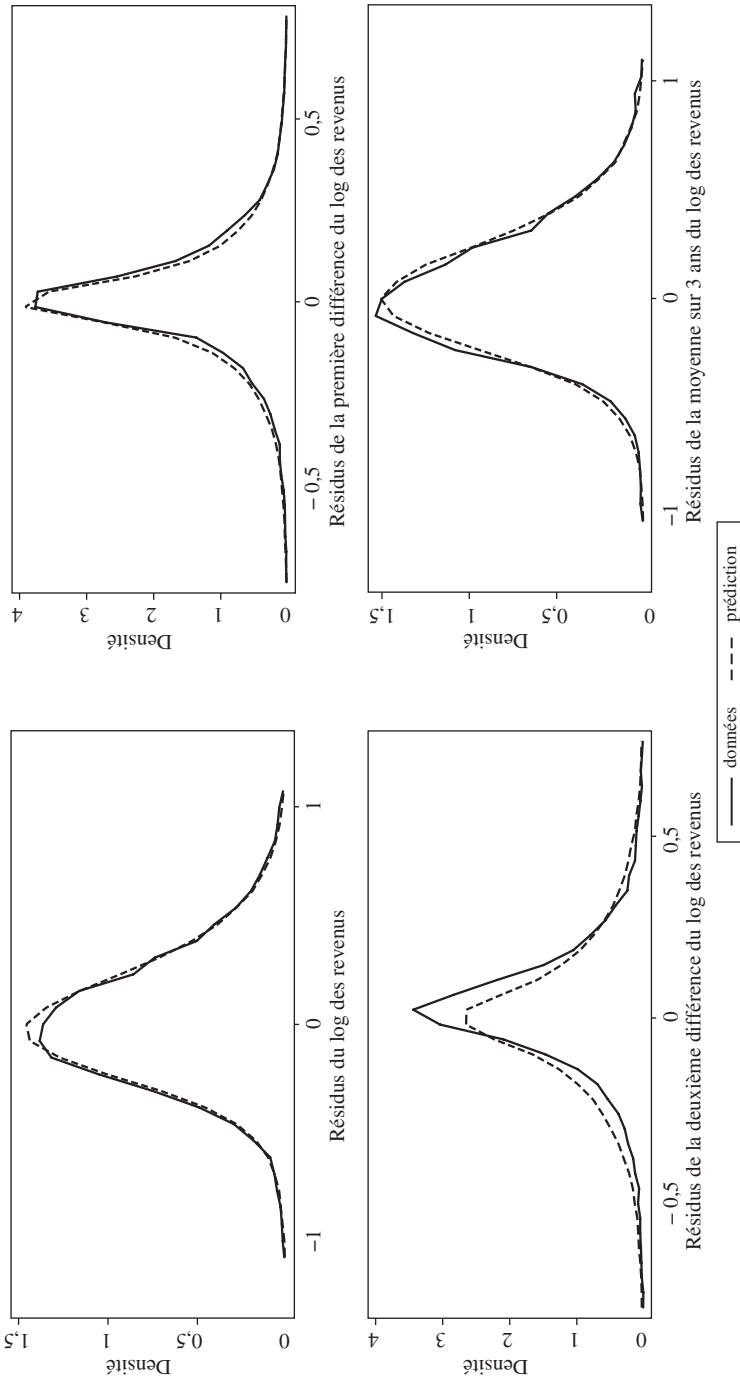 1,5
1
0,5
0
Densité
−1
0
1
Résidus du log des revenus
4
3
2
1
0
Densité
− 0,5
0
0,5
Résidus de la première différence du log des revenus
4
2
1
0
Densité
− 0,5
0
0,5
Résidus de la deuxième différence du log des revenus
1,5
1
0,5
0
Densité
−1
0
1
Résidus de la moyenne sur 3 ans du log des revenus
données
prédiction